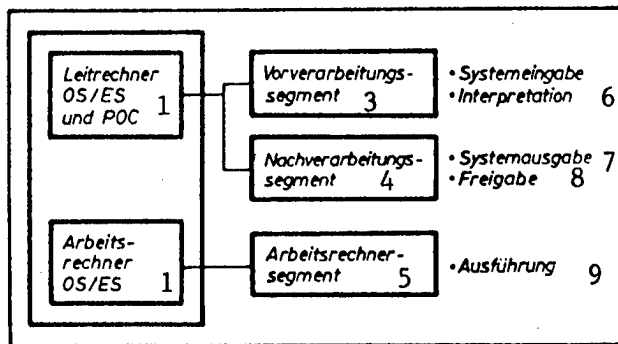 Leitrechner
OS/ES 1
und POC
Vorverarbeitungs-
segment 3
• Systemeingabe
• Interpretation 6
Nachverarbeitungs-
segment 4
• Systemausgabe 7
• Freigabe 8
Arbeits-
rechner
OS/ES 1
Arbeitsrechner-
segment 5
• Ausführung 9